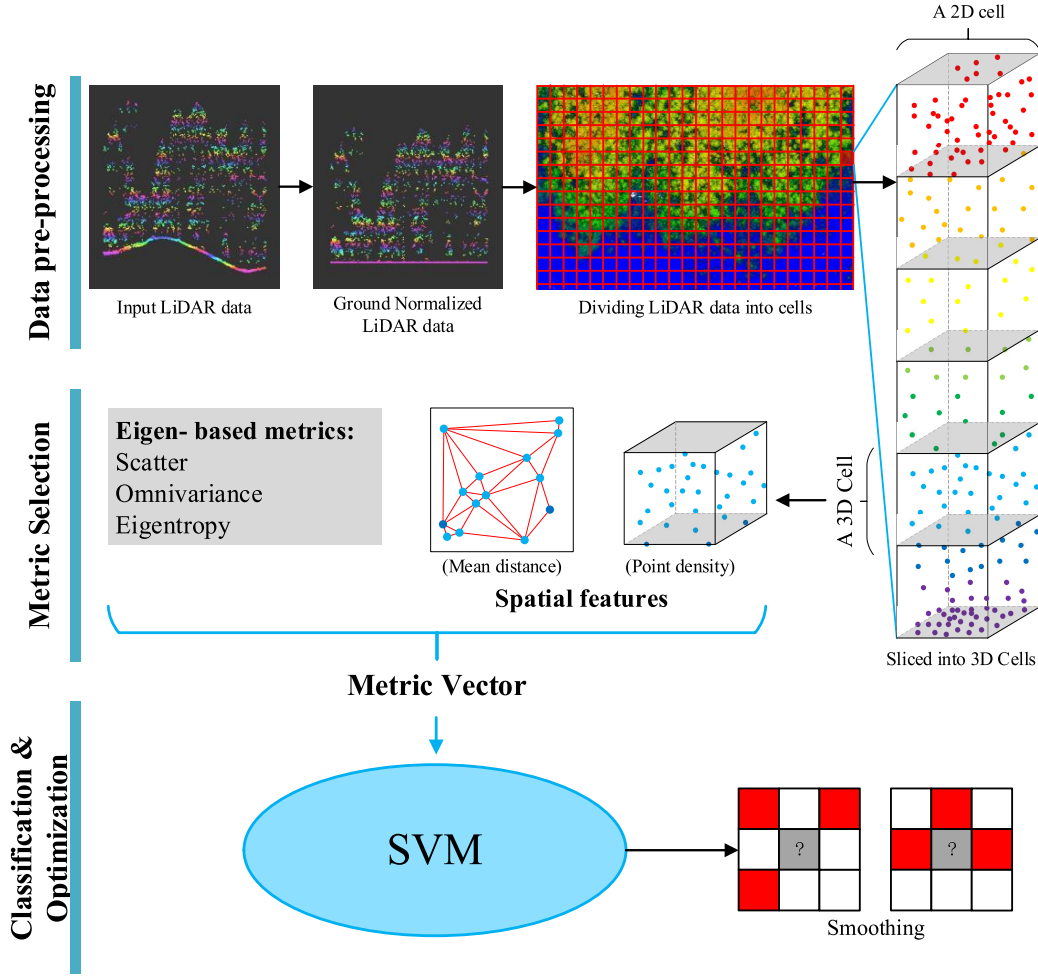 A 2D cell
Data pre-processing
Input LiDAR data
Ground Normalized
LiDAR data
Dividing LiDAR data into cells
Metric Selection
Eigen- based metrics:
Scatter
Omnivariance
Eigentropy
(Mean distance)
(Point density)
Spatial features
A 3D Cell
Sliced into 3D Cells
Metric Vector
Classification &
Optimization
SVM
?
?
Smoothing